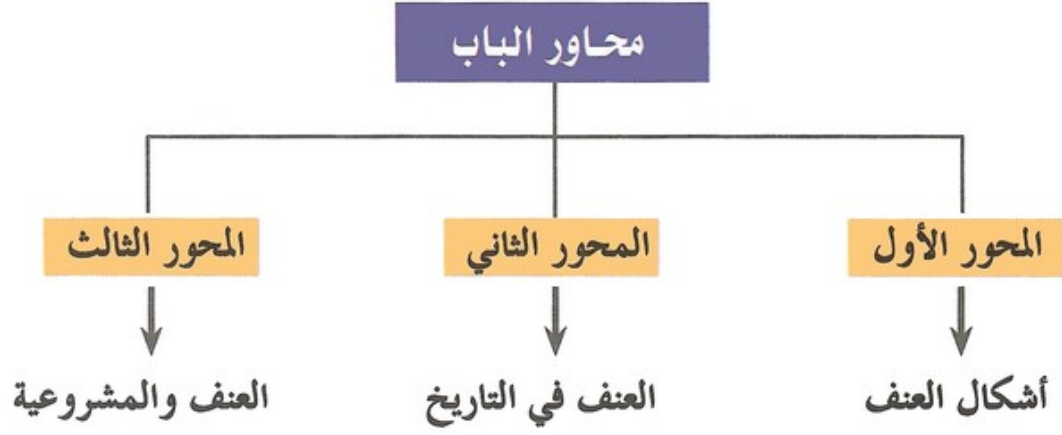 محاور الباب
المحور الأول
المحور الثاني
المحور الثالث
أشكال العنف
العنف في التاريخ
العنف والمشروعية